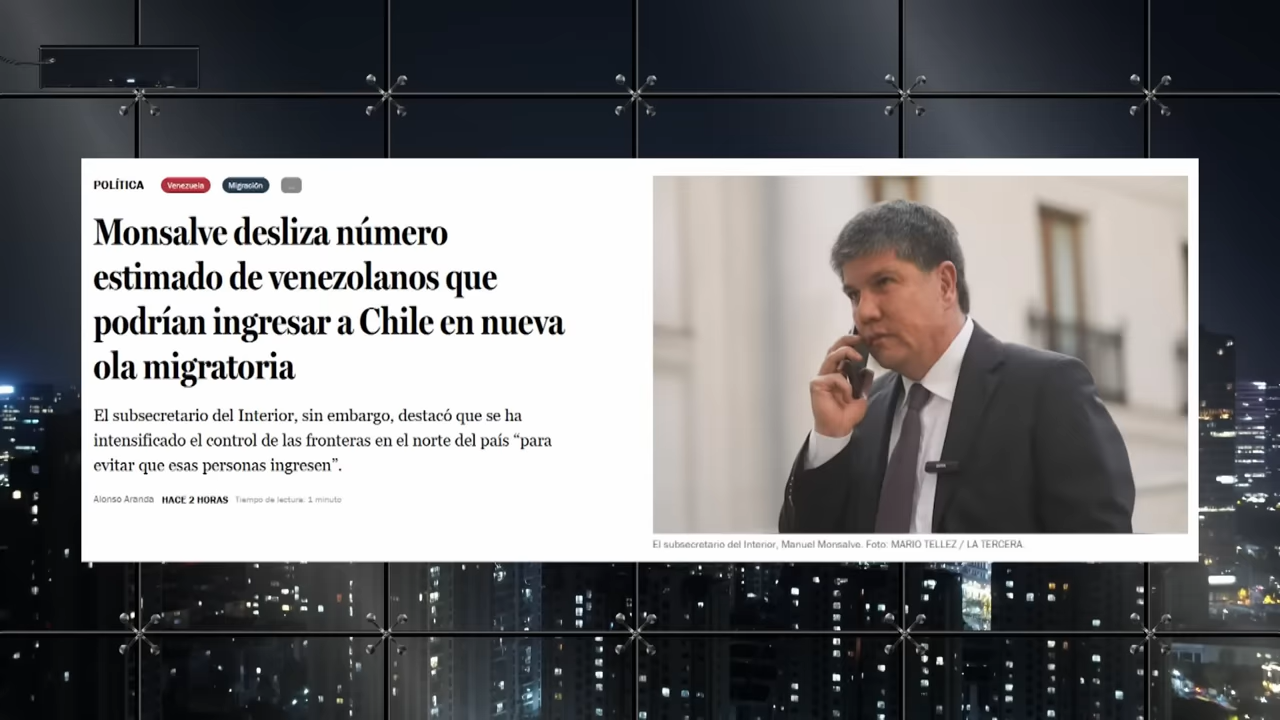 POLÍTICA Venezuela Migración ...
Monsalve desliza número
estimado de venezolanos que
podrían ingresar a Chile en nueva
ola migratoria
El subsecretario del Interior, sin embargo, destacó que se ha
intensificado el control de las fronteras en el norte del país “para
evitar que esas personas ingresen”.
Alonso Aranda HACE 2 HORAS Tiempo de lectura: 1 minuto
El subsecretario del Interior, Manuel Monsalve. Foto: MARIO TELLEZ / LA TERCERA.